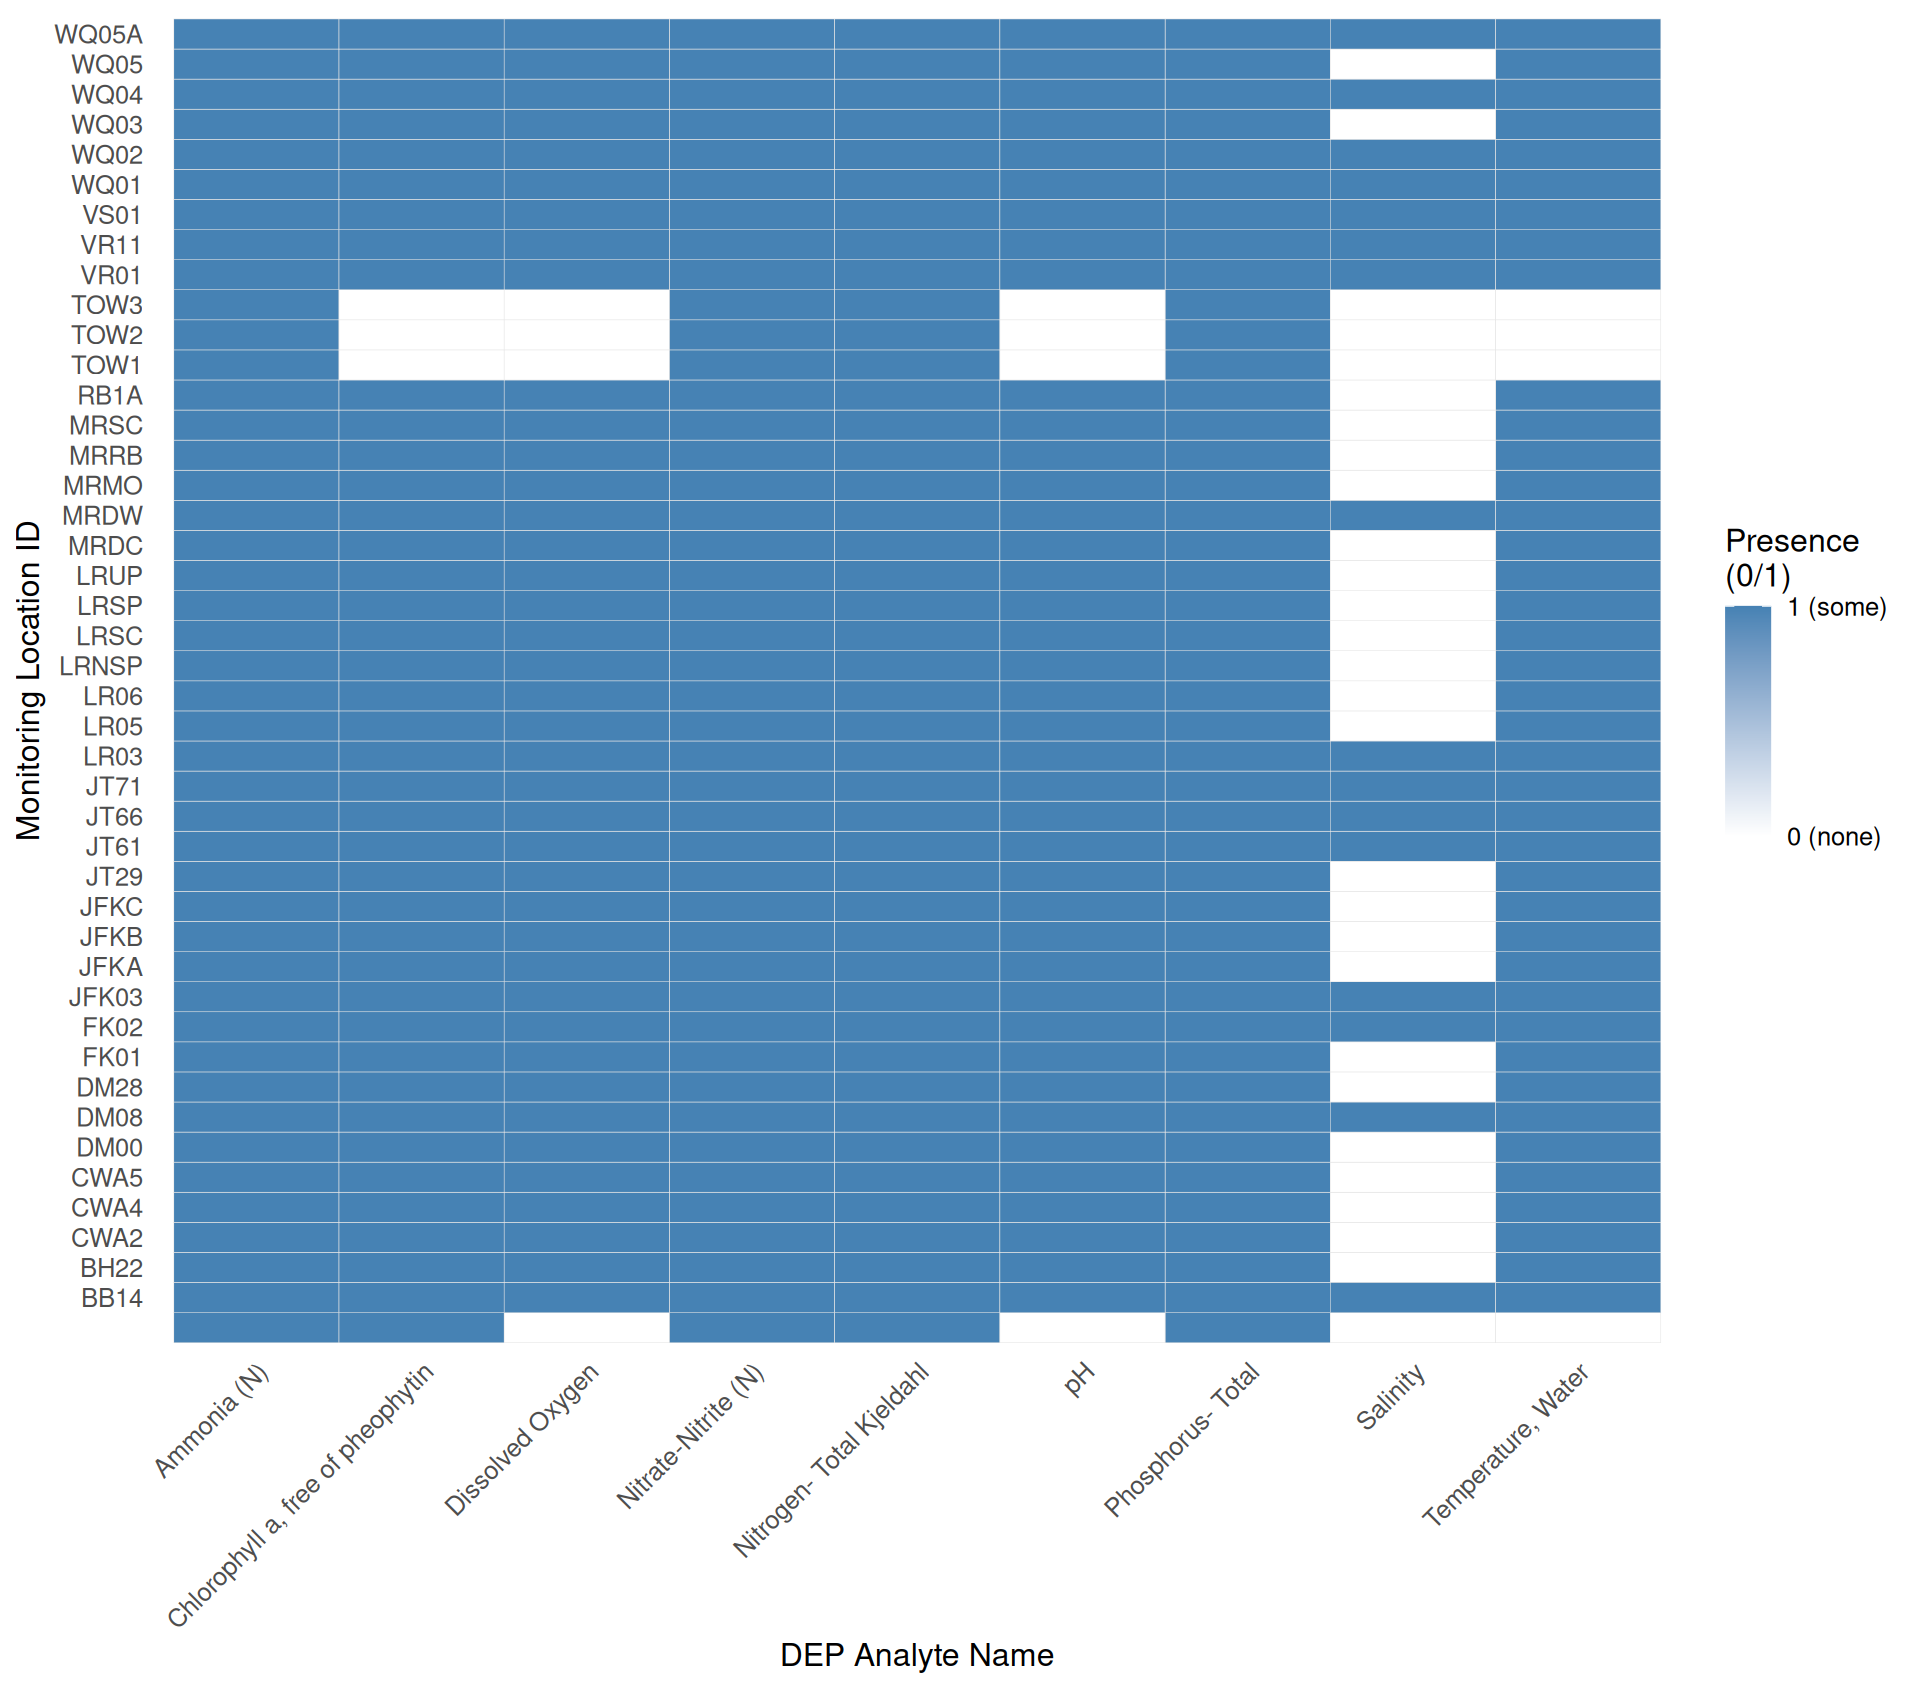 WQ05A
WQ05
WQ04
WQ03
WQ02
WQ01
VS01
VR11
VR01
TOW3
TOW2
TOW1
RB1A
MRSC
MRRB
MRMO
MRDW
MRDC
LRUP
LRSP
LRSC
LRNSP
LR06
LR05
LR03
JT71
JT66
JT61
JT29
JFKC
JFKB
JFKA
JFK03
FK02
FK01
DM28
DM08
DM00
CWA5
CWA4
CWA2
BH22
BB14
Monitoring Location ID
Ammonia (N)
Chlorophyll a, free of pheophytin
Dissolved Oxygen
Nitrate-Nitrite (N)
Nitrogen- Total Kjeldahl
pH
Phosphorus- Total
Salinity
Temperature, Water
DEP Analyte Name
Presence
(0/1)
1 (some)
0 (none)